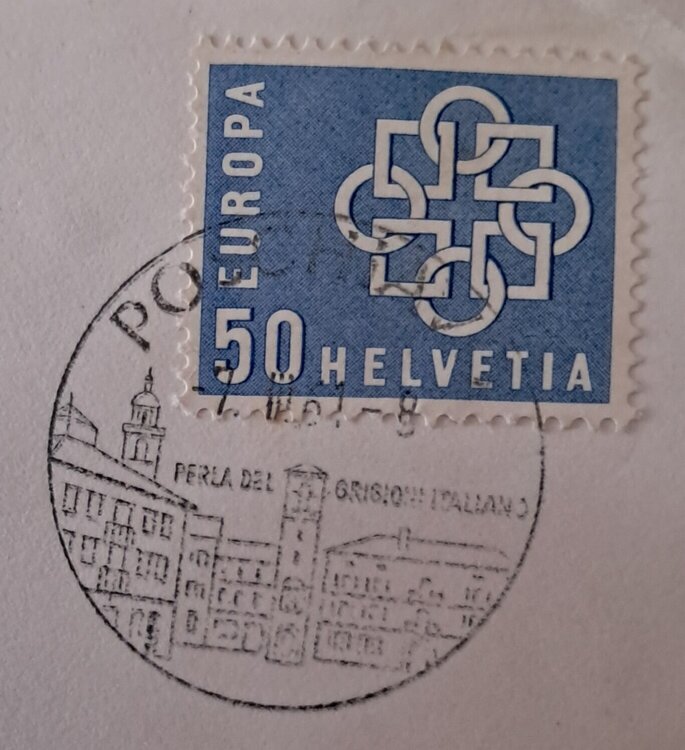 EUROPA
50 HELVETIA
PERLA DEL GRIGIONI ITALIANO